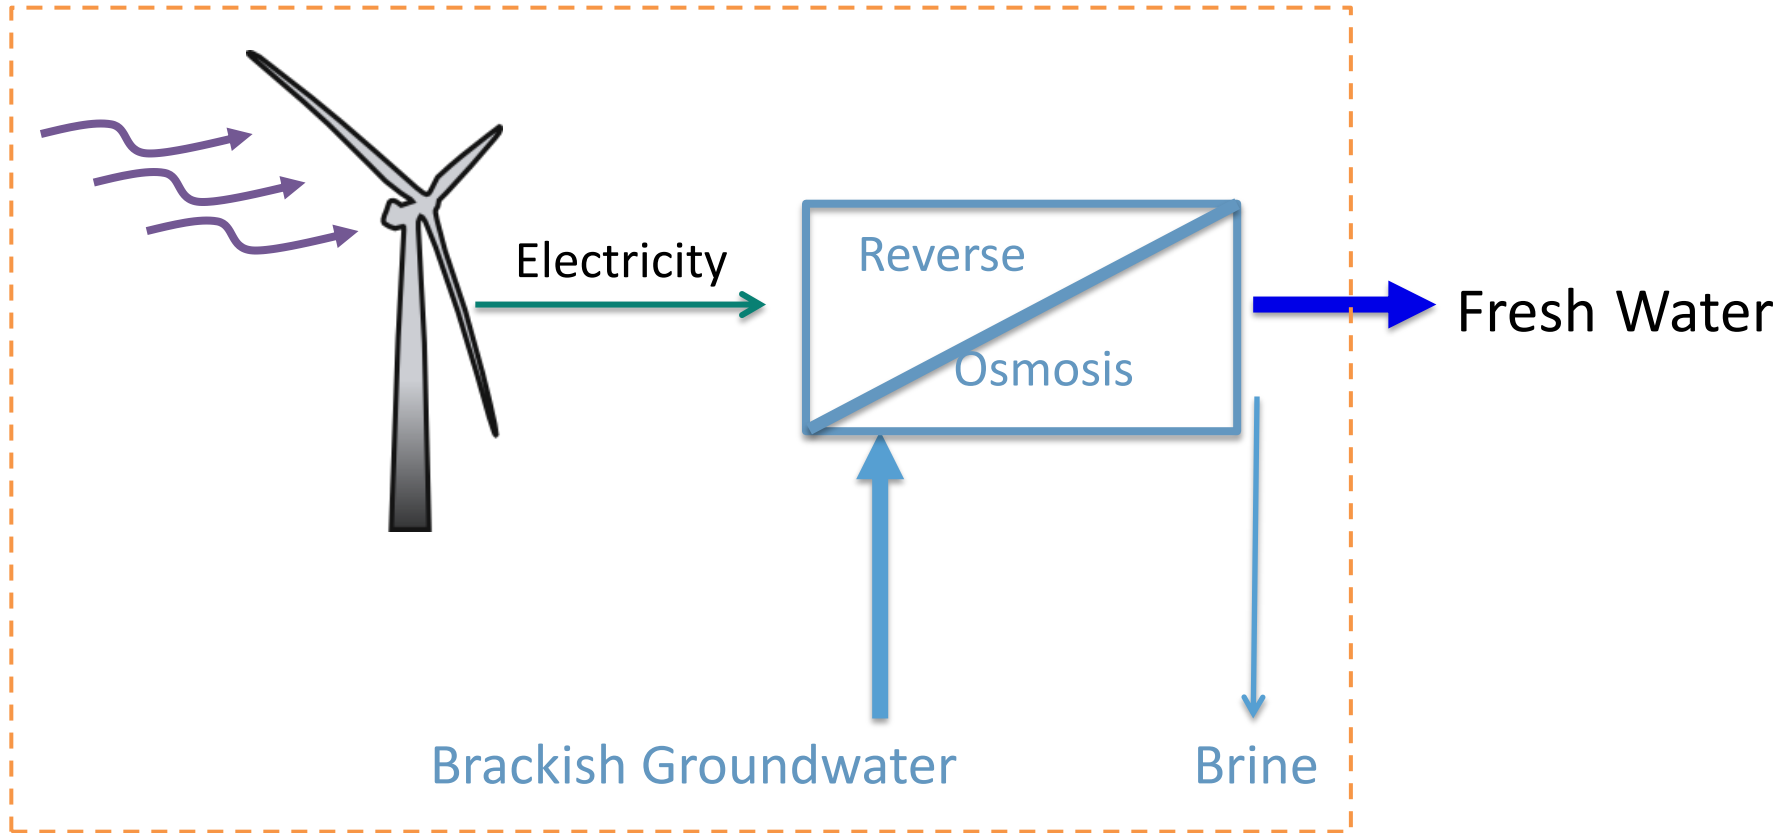 Electricity
Reverse
Osmosis
Fresh Water
Brackish Groundwater
Brine